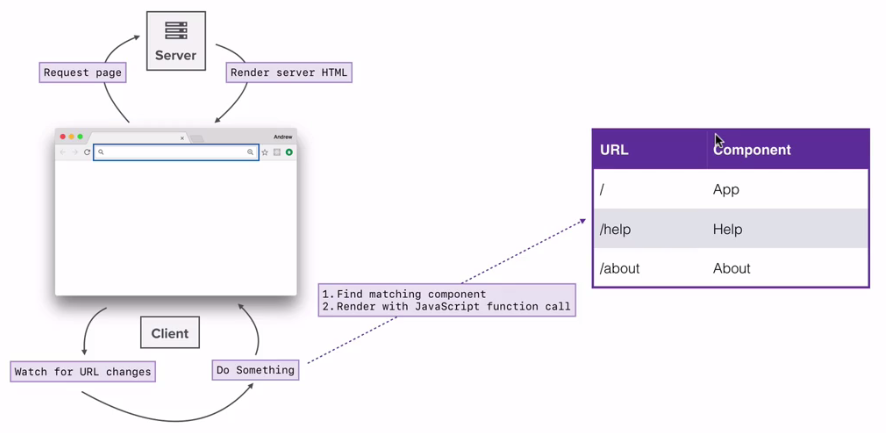 Server
Request page
Render server HTML
Andrew
URL Component
/ App
/help Help
/about About
1.Find matching component
2.Render with JavaScript function call
Client
Watch for URL changes
Do Something